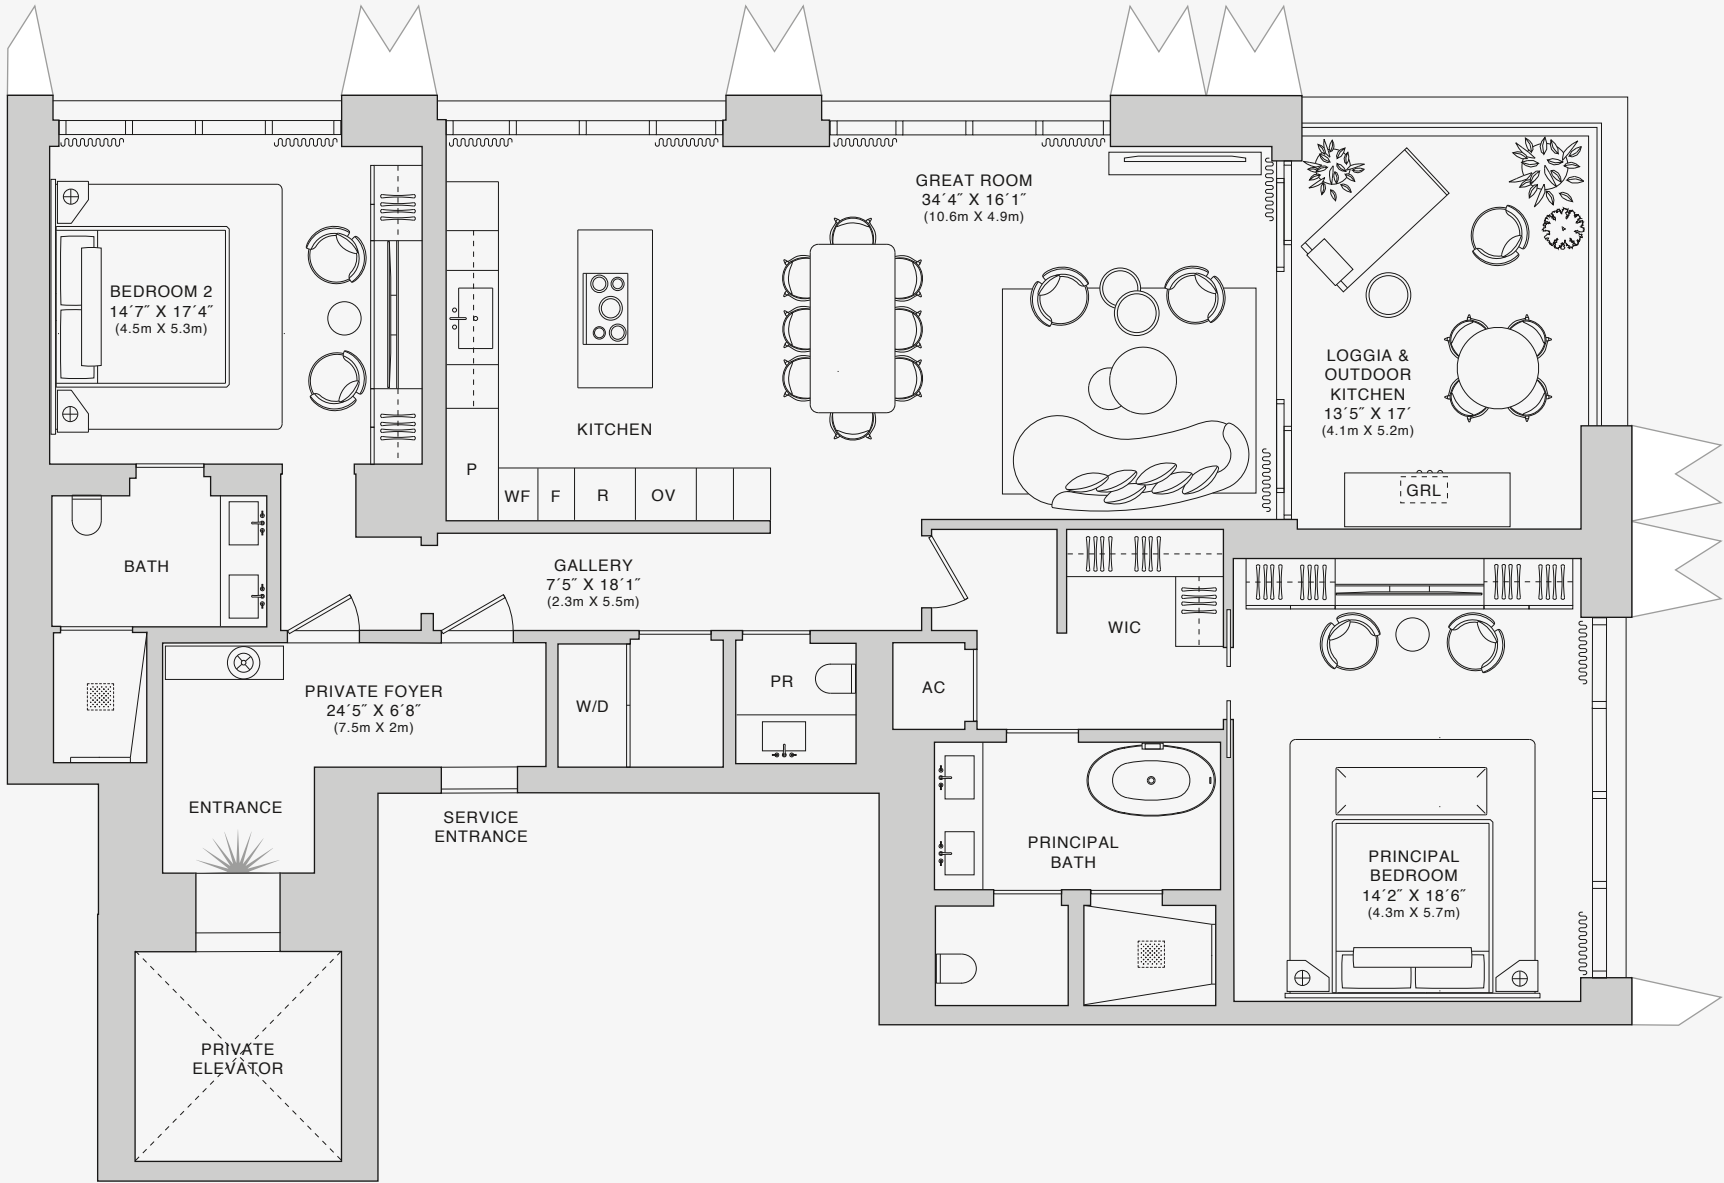 GREAT ROOM
34´4˝ X 16´1˝
(10.6m X 4.9m)
BEDROOM 2
14´7˝ X 17´4˝
(4.5m X 5.3m)
LOGGIA &
OUTDOOR
KITCHEN
13´5˝ X 17´
(4.1m X 5.2m)
KITCHEN
P
WF
F
R
OV
GRL
BATH
GALLERY
7´5˝ X 18´1˝
(2.3m X 5.5m)
WIC
PRIVATE FOYER
24´5˝ X 6´8˝
(7.5m X 2m)
W/D
PR
AC
ENTRANCE
SERVICE
ENTRANCE
PRINCIPAL
BATH
PRINCIPAL
BEDROOM
14´2˝ X 18´6˝
(4.3m X 5.7m)
PRIVATE
ELEVATOR